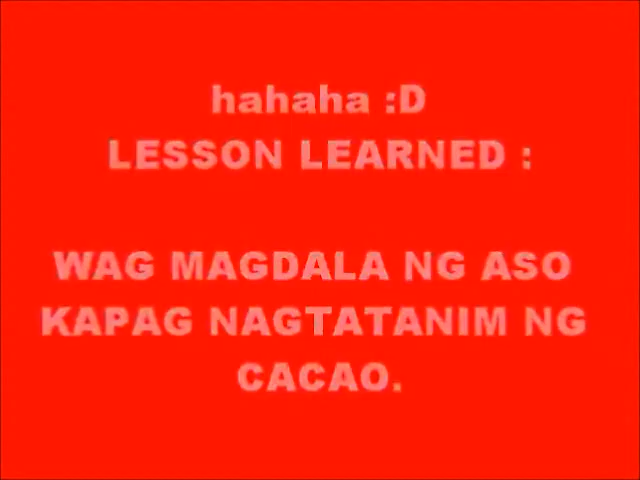 hahaha :D
LESSON LEARNED :
WAG MAGDALA NG ASO
KAPAG NAGTATANIM NG
CACAO.